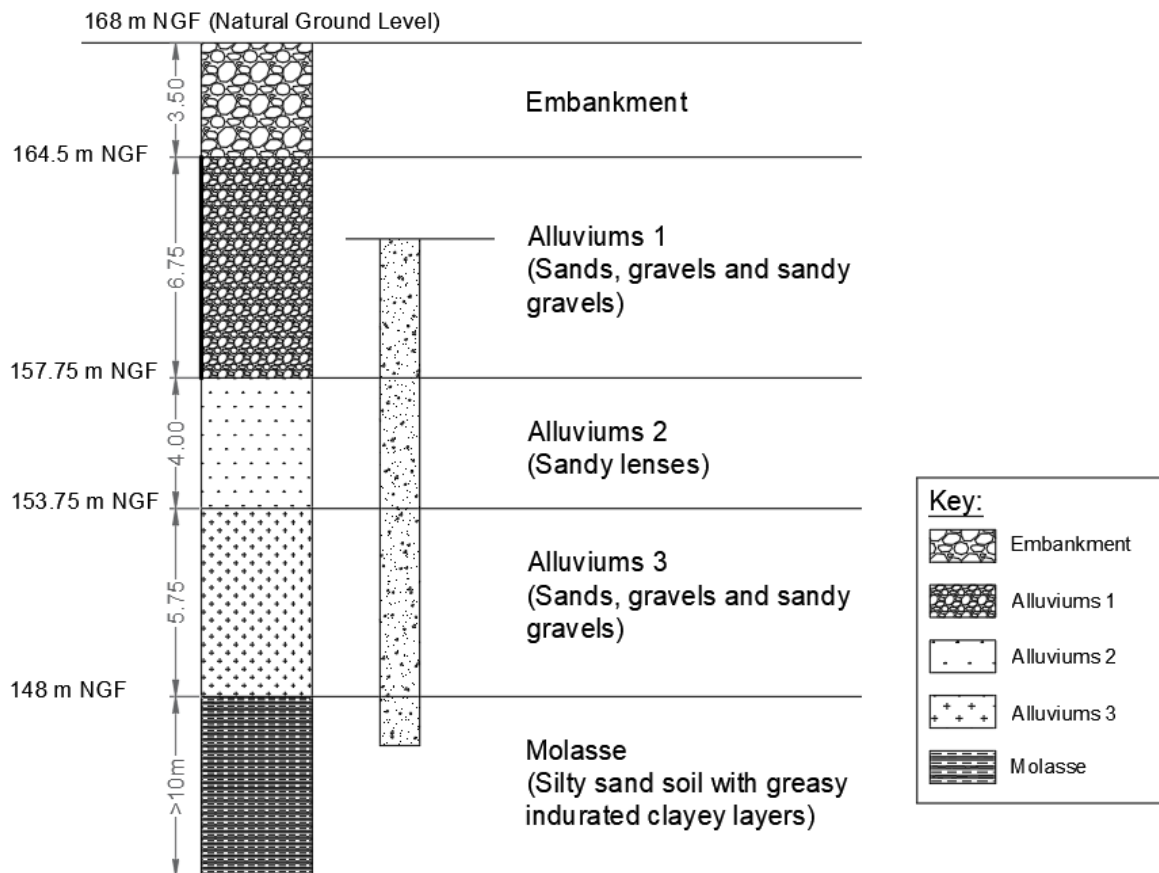 168 m NGF (Natural Ground Level)
3.50
Embankment
164.5 m NGF
6.75
Alluviums 1
(Sands, gravels and sandy
gravels)
157.75 m NGF
4.00
Alluviums 2
(Sandy lenses)
153.75 m NGF
5.75
Alluviums 3
(Sands, gravels and sandy
gravels)
148 m NGF
>10m
Molasse
(Silty sand soil with greasy
indurated clayey layers)
Key:
Embankment
Alluviums 1
Alluviums 2
Alluviums 3
Molasse